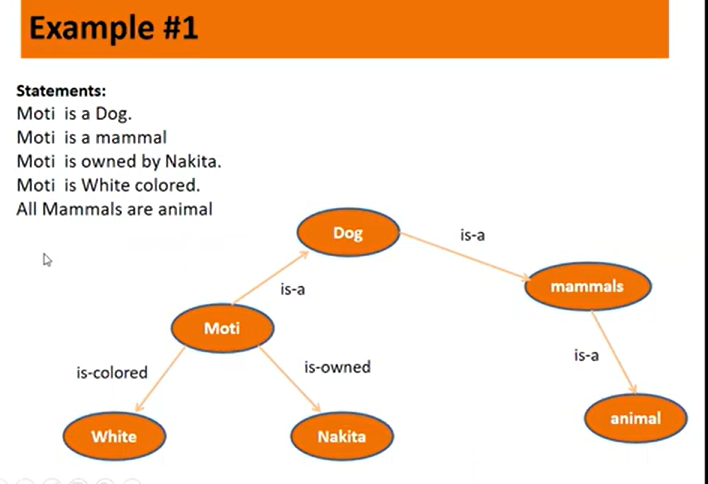 Example #1
Statements:
Moti is a Dog.
Moti is a mammal
Moti is owned by Nakita.
Moti is White colored.
All Mammals are animal
Dog
is-a
mammals
is-a
Moti
is-a
is-colored
is-owned
White
Nakita
animal